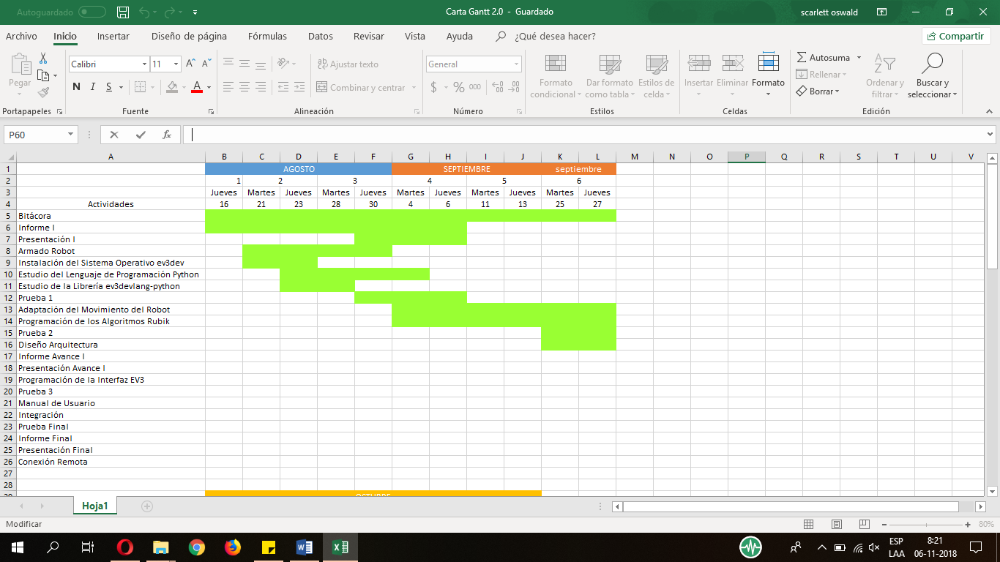 Autoguardado
Carta Gantt 2.0 - Guardado
scarlett oswald
Archivo Inicio Insertar Diseño de página Fórmulas Datos Revisar Vista Ayuda ¿Qué desea hacer? Compartir
Pegar
Calibri 11
N I S A
Ajustar texto
Combinar y centrar
General
$ % 000
Formato condicional
Dar formato como tabla
Estilos de celda
Insertar Eliminar Formato
Autosuma
Rellenar
Borrar
Ordenar y filtrar
Buscar y seleccionar
Portapapeles Fuente Alineación Número Estilos Celdas Edición
P60 fx
A B C D E F G H I J K L M N O P Q R S T U V
1 AGOSTO SEPTIEMBRE septiembre
2 1 2 3 4 5 6
3 Jueves Martes Jueves Martes Jueves Martes Jueves Martes Jueves Martes Jueves
4 Actividades 16 21 23 28 30 4 6 11 13 25 27
5 Bitácora
6 Informe I
7 Presentación I
8 Armado Robot
9 Instalación del Sistema Operativo ev3dev
10 Estudio del Lenguaje de Programación Python
11 Estudio de la Librería ev3devlang-python
12 Prueba 1
13 Adaptación del Movimiento del Robot
14 Programación de los Algoritmos Rubik
15 Prueba 2
16 Diseño Arquitectura
17 Informe Avance I
18 Presentación Avance I
19 Programación de la Interfaz EV3
20 Prueba 3
21 Manual de Usuario
22 Integración
23 Prueba Final
24 Informe Final
25 Presentación Final
26 Conexión Remota
27
28
29 OCTUBRE
Hoja1
Modificar 80%
ESP 8:21
LAA 06-11-2018